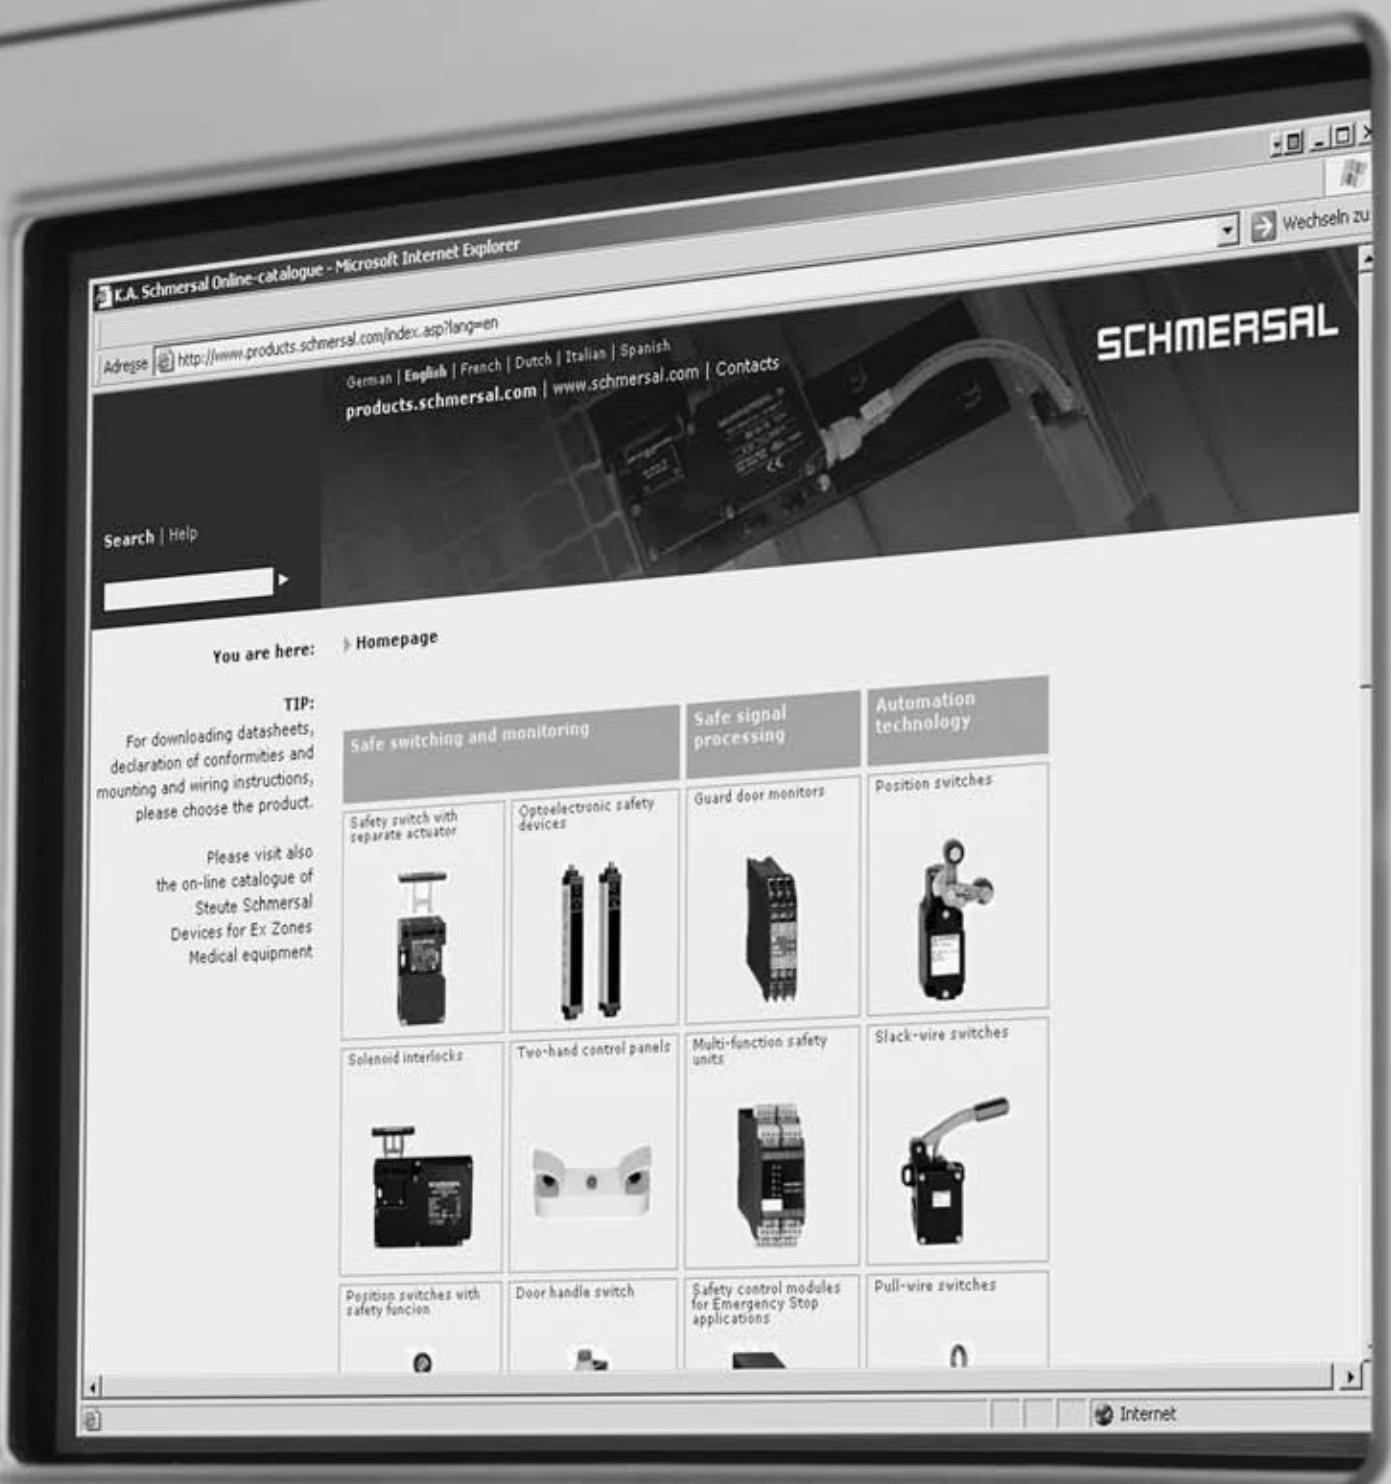 K.A. Schmersal Online-catalogue - Microsoft Internet Explorer
Wechseln zu
Adresse http://www.products.schmersal.com/index.asp?lang=en
German | English | French | Dutch | Italian | Spanish
products.schmersal.com | www.schmersal.com | Contacts
SCHMERSAL
Search | Help
You are here:
Homepage
TIP:
For downloading datasheets,
declaration of conformities and
mounting and wiring instructions,
please choose the product.
Please visit also
the on-line catalogue of
Steute Schmersal
Devices for Ex Zones
Medical equipment
Safe switching and monitoring
Safe signal
processing
Automation
technology
Safety switch with
separate actuator
Optoelectronic safety
devices
Guard door monitors
Position switches
Solenoid interlocks
Two-hand control panels
Multi-function safety
units
Slack-wire switches
Position switches with
safety funcion
Door handle switch
Safety control modules
for Emergency Stop
applications
Pull-wire switches
Internet